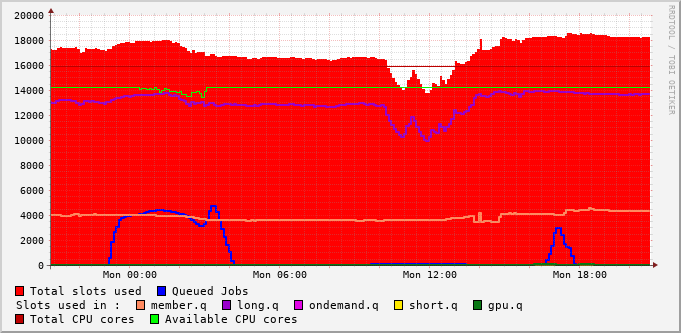 20000
18000
16000
14000
12000
10000
8000
6000
4000
2000
0
Mon 00:00 Mon 06:00 Mon 12:00 Mon 18:00
Total slots used Queued Jobs
Slots used in : member.q long.q ondemand.q short.q gpu.q
Total CPU cores Available CPU cores
RRDTOOL / TOBI OETIKER